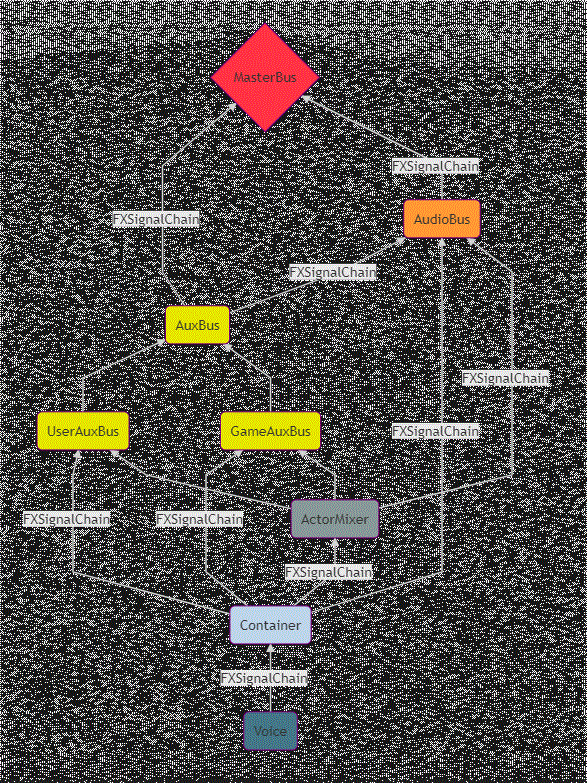 MasterBus
FXSignalChain
AudioBus
FXSignalChain
FXSignalChain
AuxBus
FXSignalChain
UserAuxBus
GameAuxBus
FXSignalChain
FXSignalChain
FXSignalChain
ActorMixer
FXSignalChain
Container
FXSignalChain
Voice